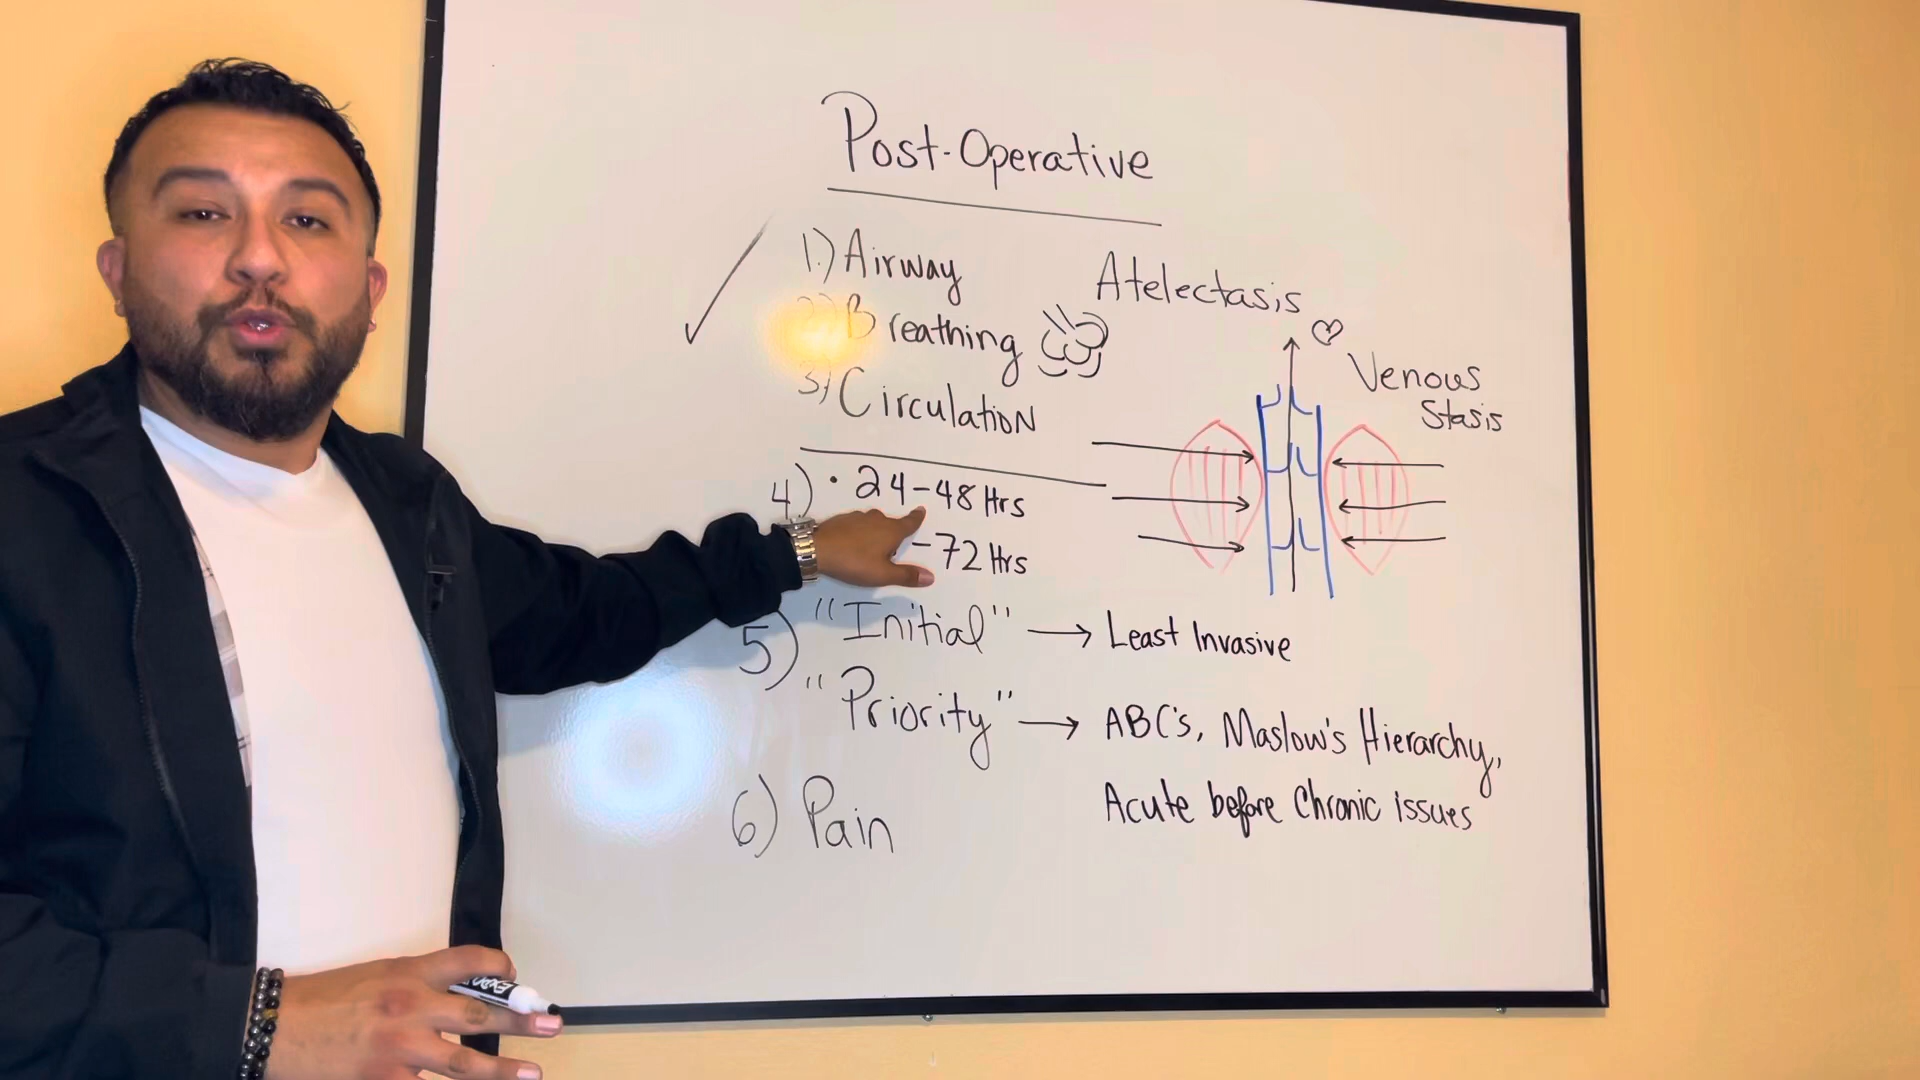 Post-Operative
1.) Airway
2.) Breathing
3) Circulation
Atelectasis
Venous
Stasis
4) • 24-48 Hrs
-72 Hrs
5) "Initial" → Least Invasive
"Priority" → ABC's, Maslow's Hierarchy,
Acute before Chronic issues
6) Pain
EXPO